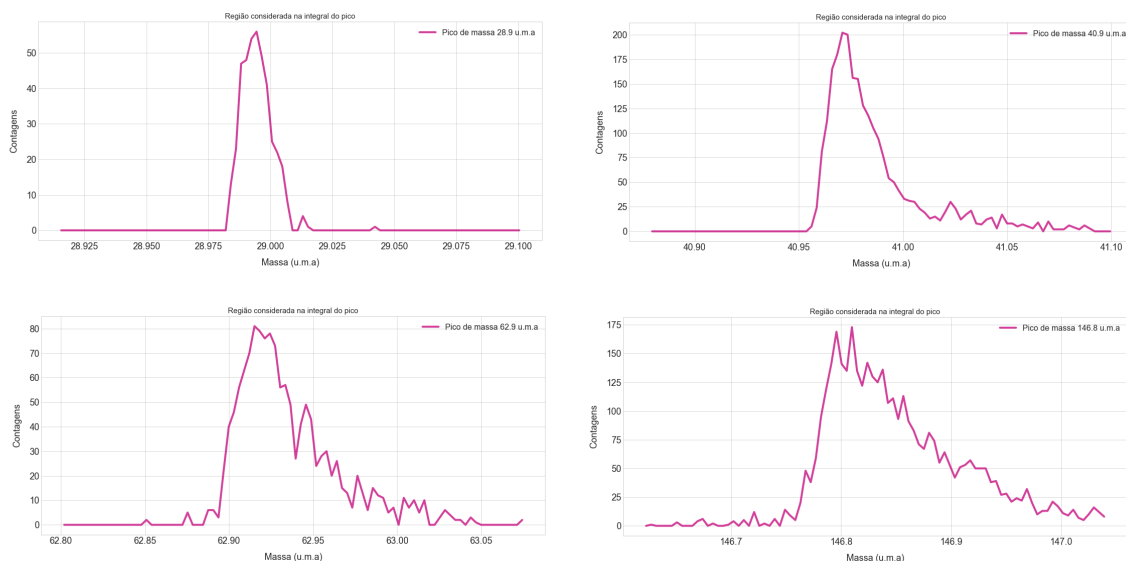 Região considerada na integral do pico
Pico de massa 28.9 u.m.a
Contagens
50
40
30
20
10
0
28.925 28.950 28.975 29.000 29.025 29.050 29.075 29.100
Massa (u.m.a)
Região considerada na integral do pico
Pico de massa 40.9 u.m.a
Contagens
200
175
150
125
100
75
50
25
0
40.90 40.95 41.00 41.05 41.10
Massa (u.m.a)
Região considerada na integral do pico
Pico de massa 62.9 u.m.a
Contagens
80
70
60
50
40
30
20
10
0
62.80 62.85 62.90 62.95 63.00 63.05
Massa (u.m.a)
Região considerada na integral do pico
Pico de massa 146.8 u.m.a
Contagens
175
150
125
100
75
50
25
0
146.7 146.8 146.9 147.0
Massa (u.m.a)